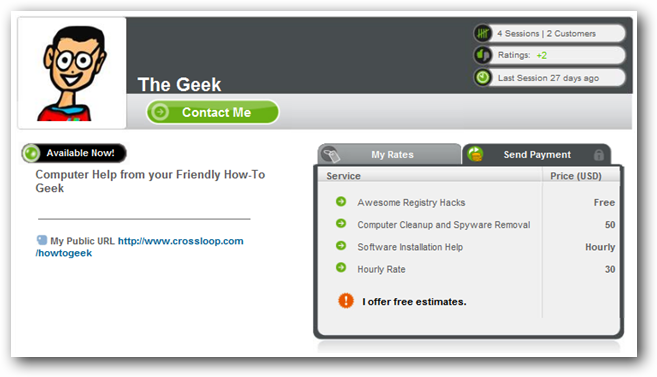 4 Sessions | 2 Customers
Ratings: +2
Last Session 27 days ago
The Geek
Contact Me
Available Now!
Computer Help from your Friendly How-To
Geek
My Public URL http://www.crossloop.com
/howtogeek
My Rates
Send Payment
Service Price (USD)
Awesome Registry Hacks Free
Computer Cleanup and Spyware Removal 50
Software Installation Help Hourly
Hourly Rate 30
I offer free estimates.